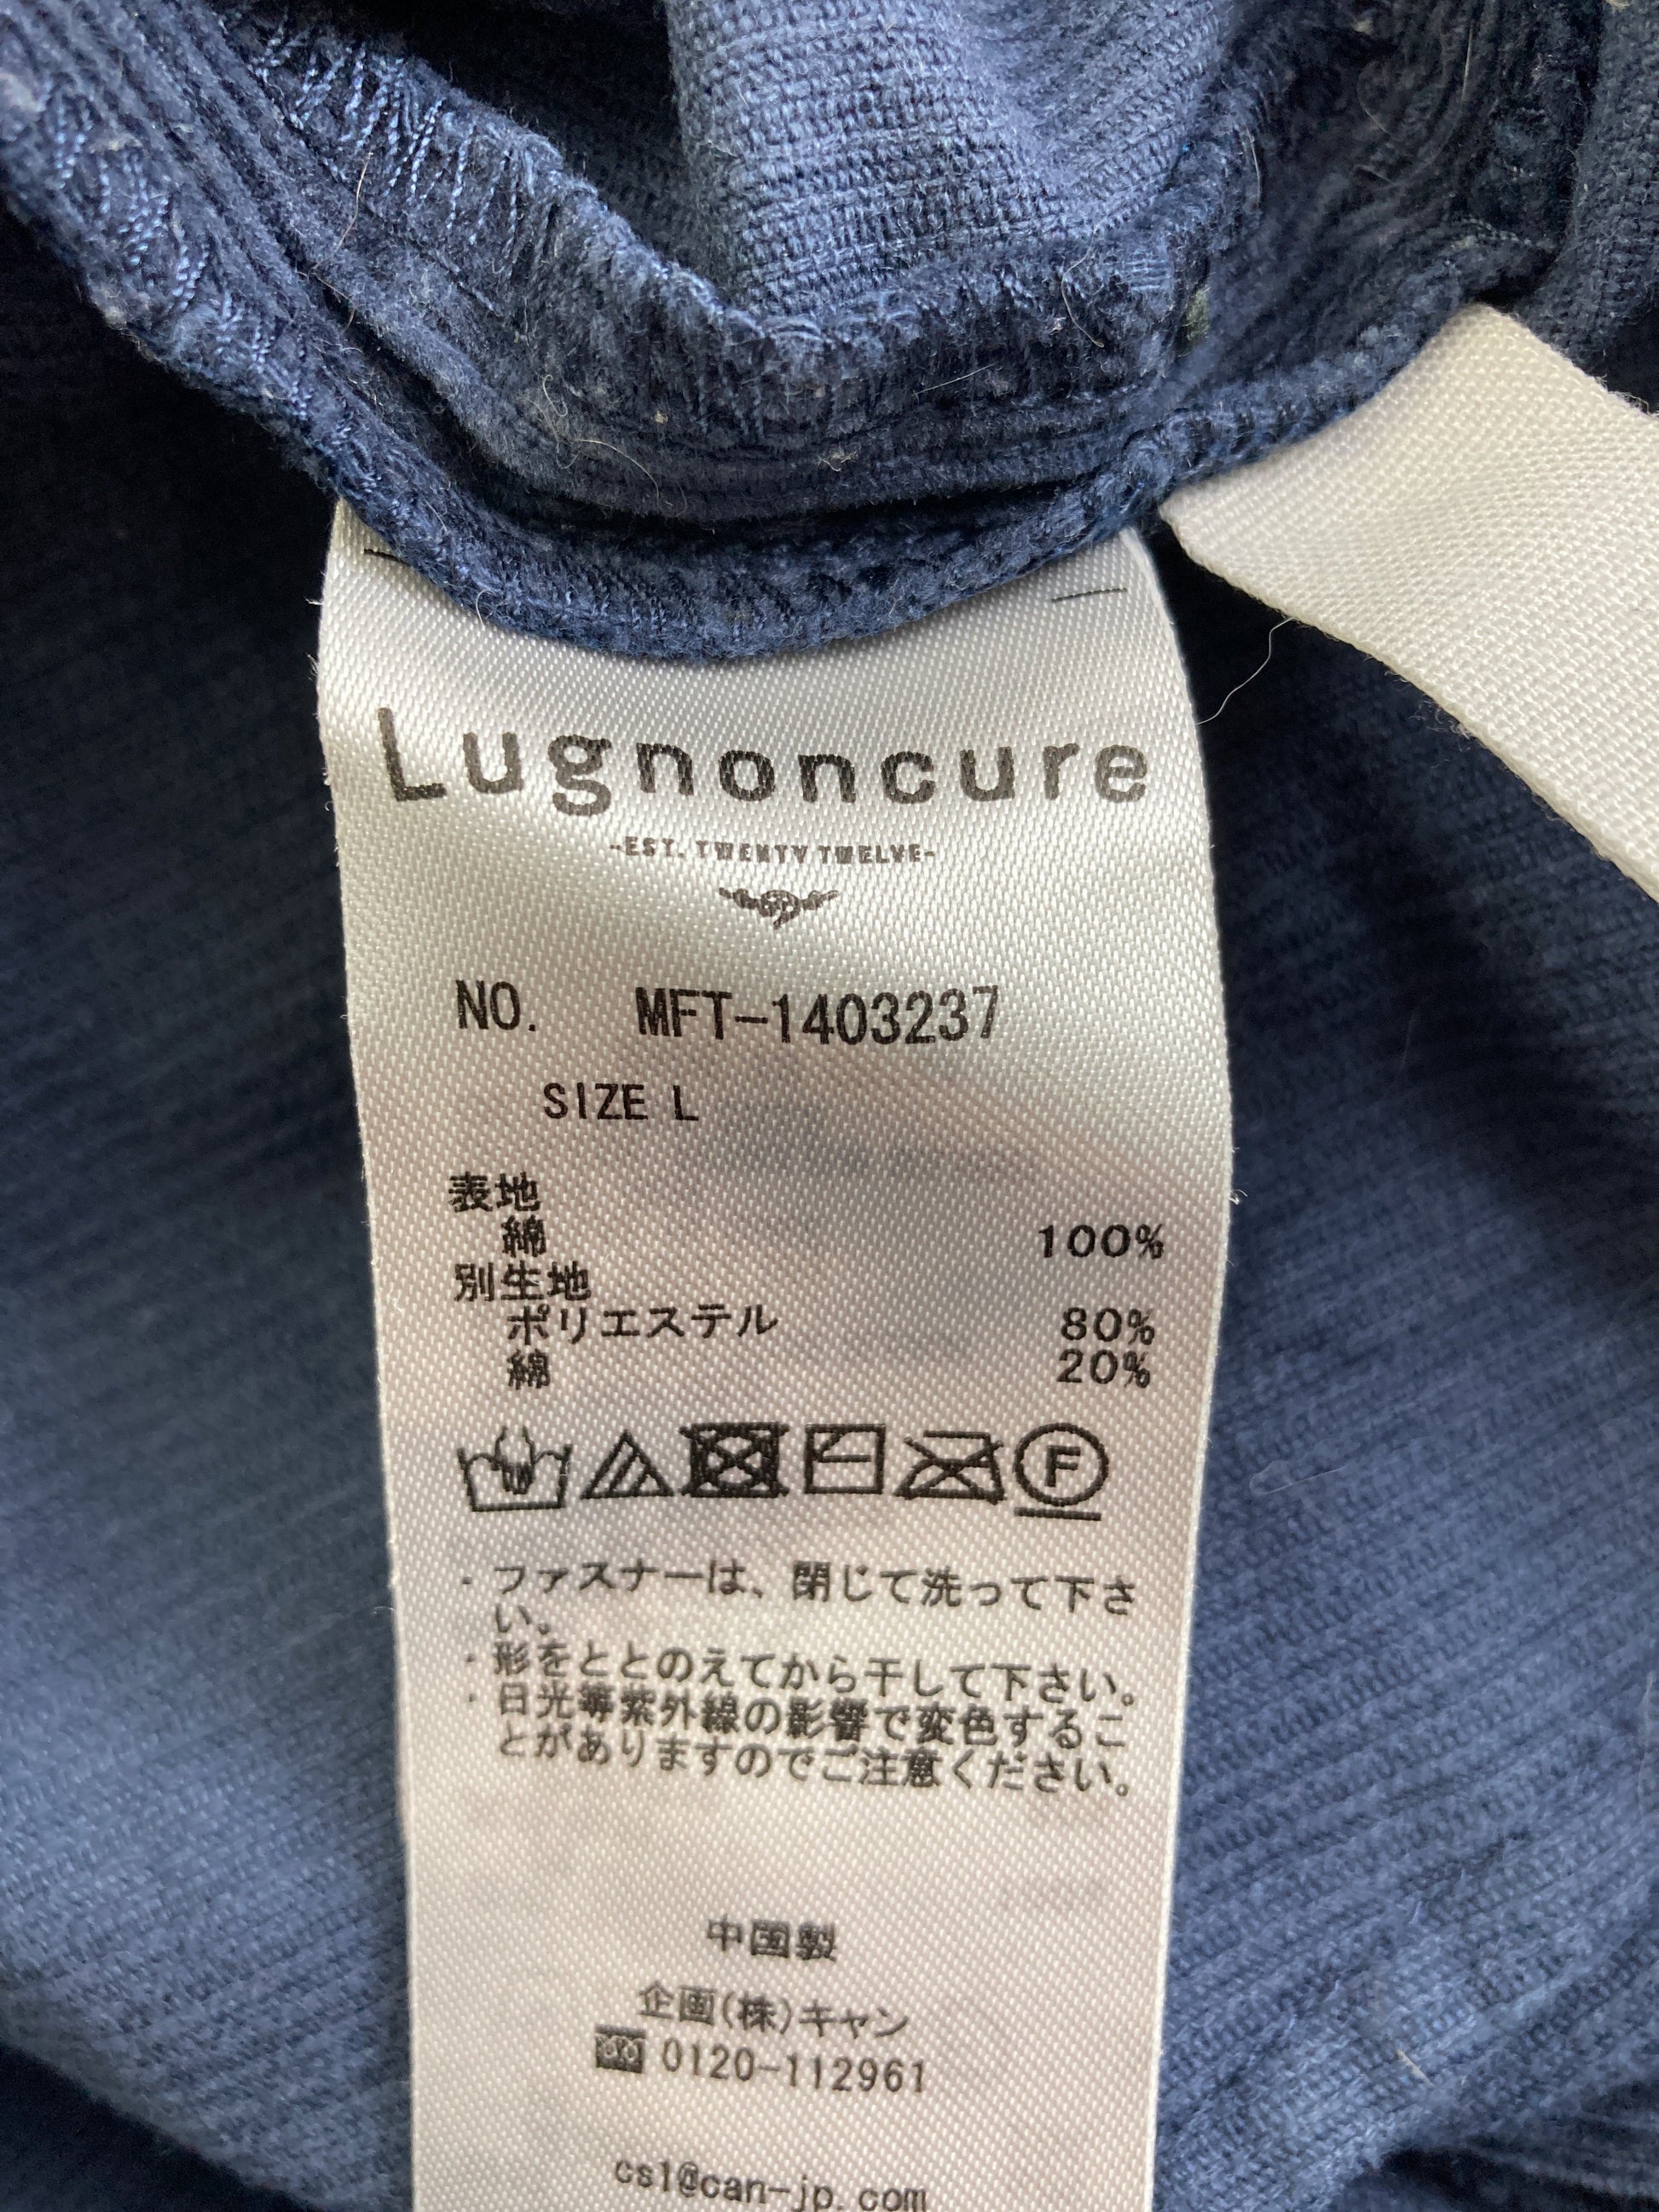 Lugnoncure
-EST. TWENTY TWELVE-
NO. MFT-1403237
SIZE L
表地
綿 100%
別生地
ポリエステル 80%
綿 20%
F
・ファスナーは、閉じて洗って下さ
い。
・形をととのえてから干して下さい。
・日光等紫外線の影響で変色するこ
とがありますのでご注意ください。
中国製
企画(株)キャン
0120-112961
cs1@can-jp.com